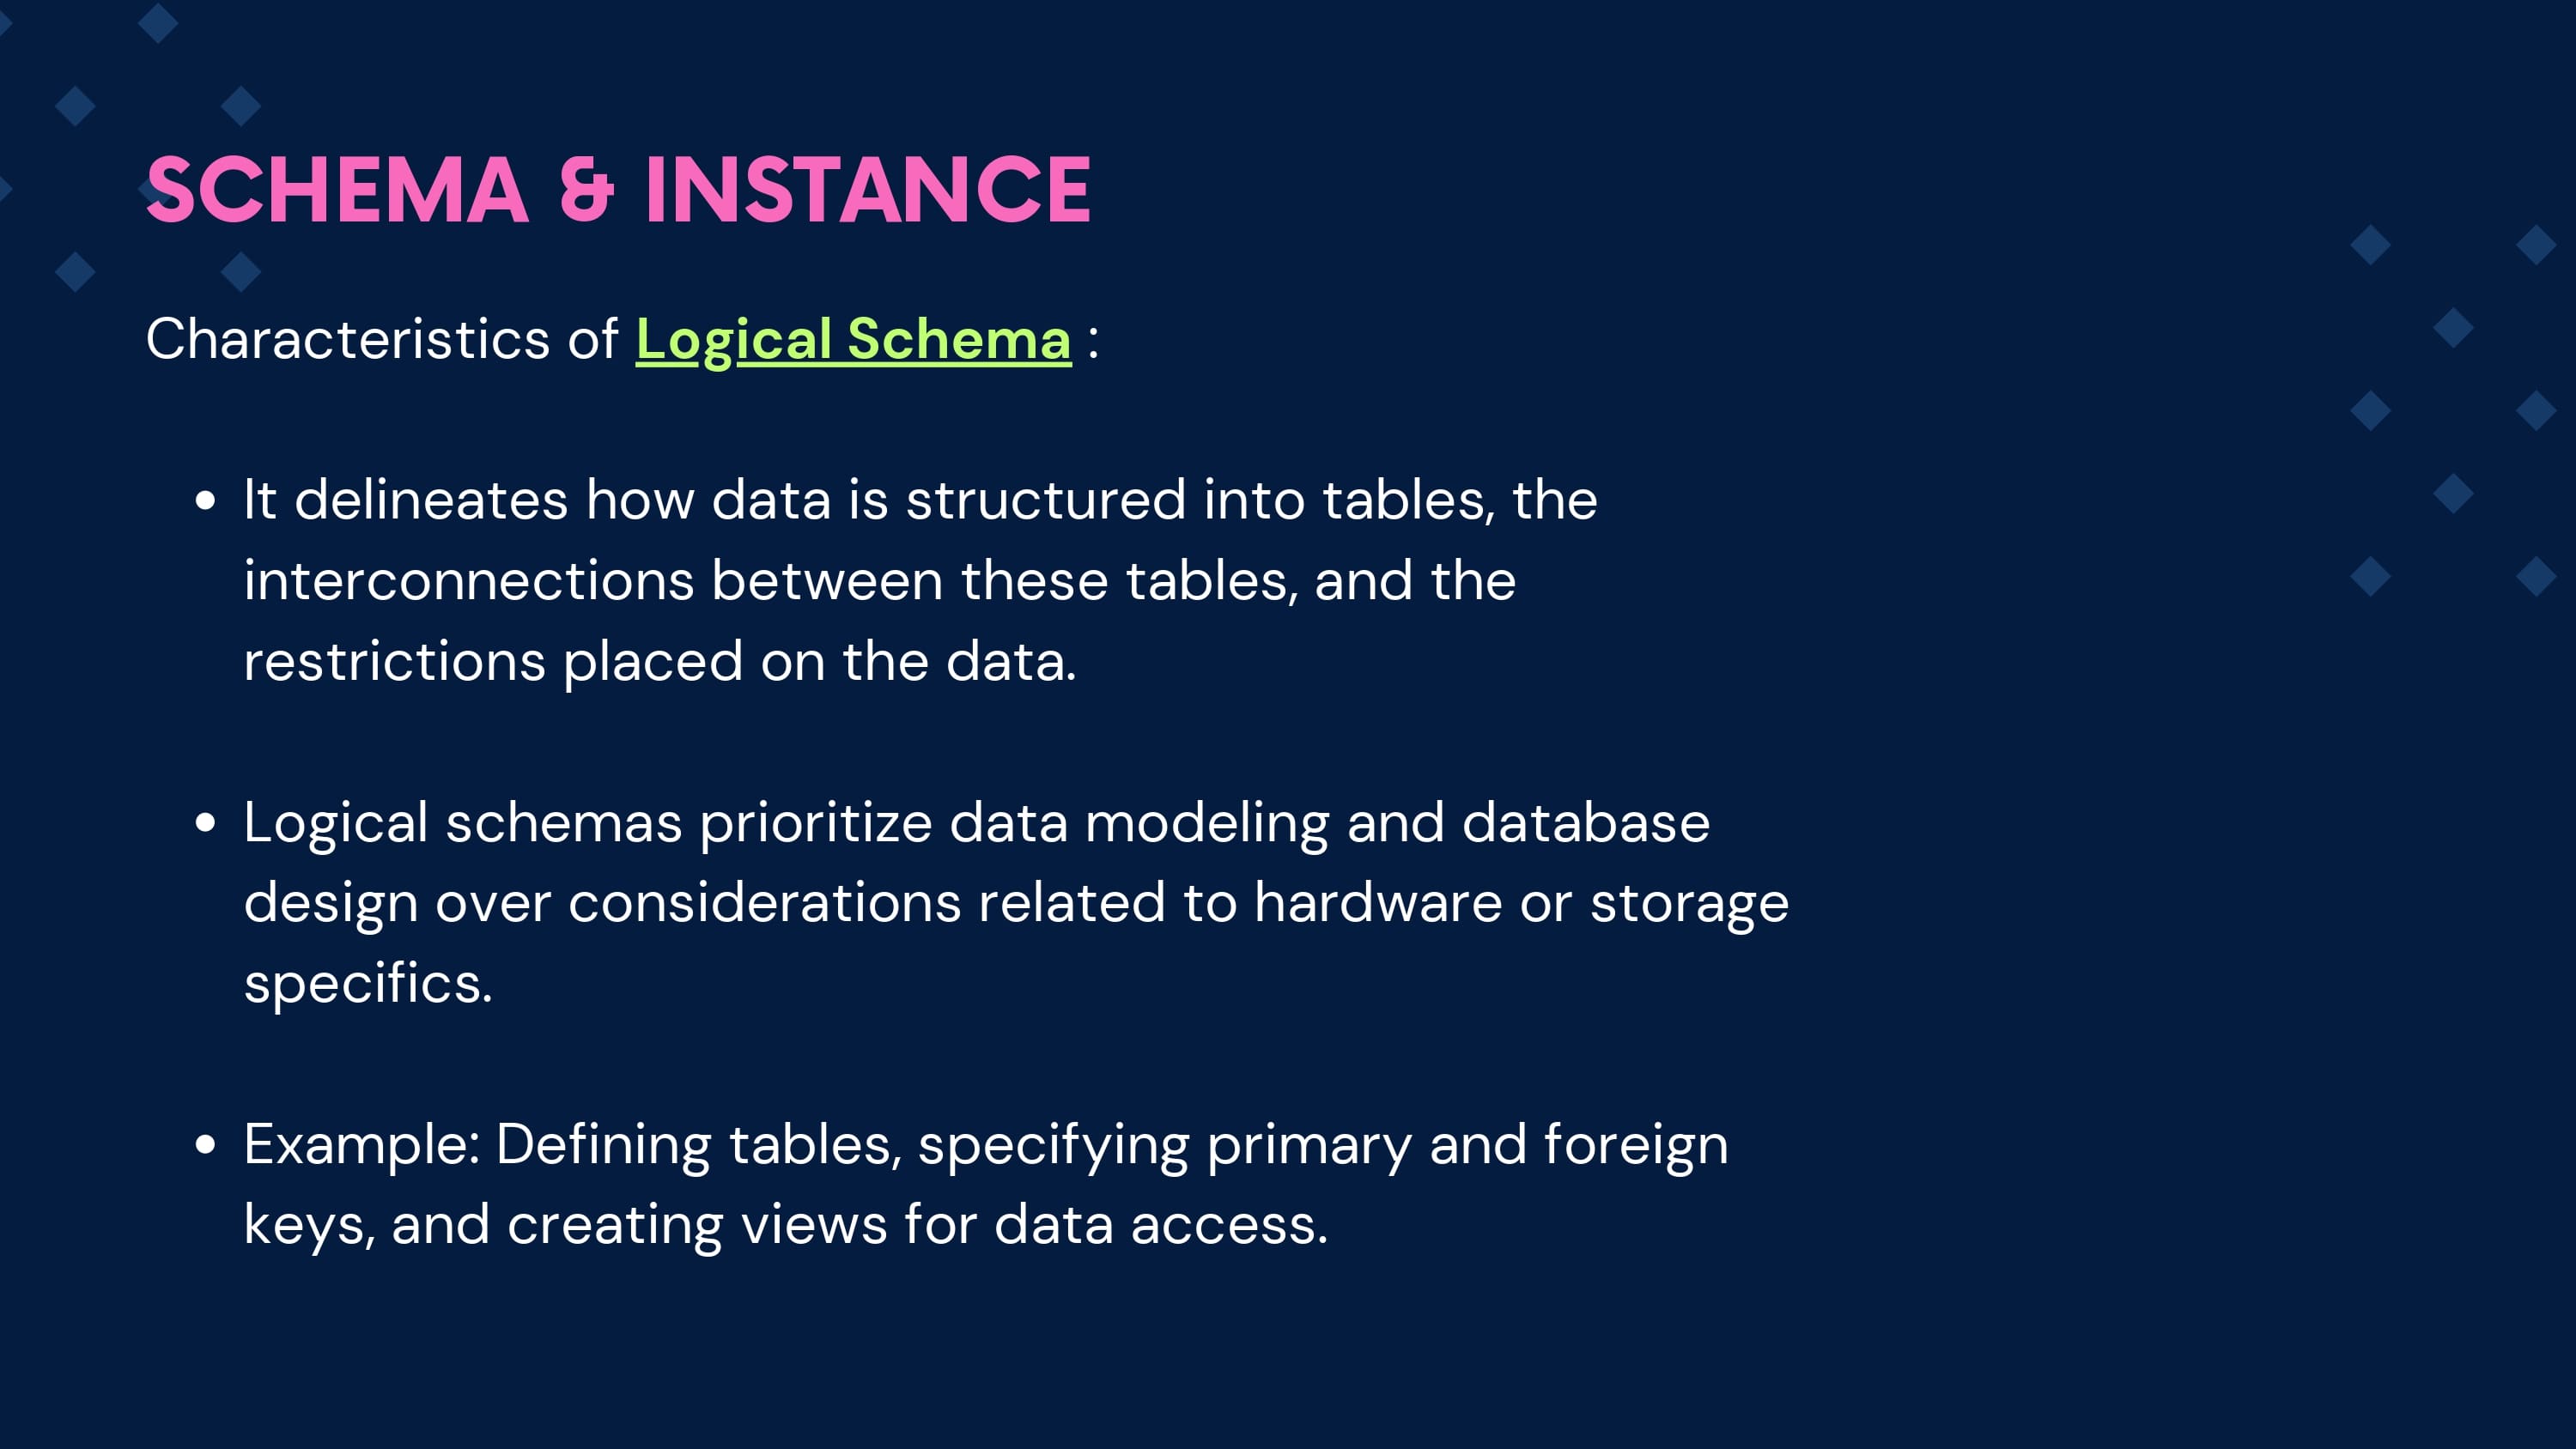 SCHEMA & INSTANCE
Characteristics of Logical Schema :
• It delineates how data is structured into tables, the
interconnections between these tables, and the
restrictions placed on the data.
• Logical schemas prioritize data modeling and database
design over considerations related to hardware or storage
specifics.
• Example: Defining tables, specifying primary and foreign
keys, and creating views for data access.